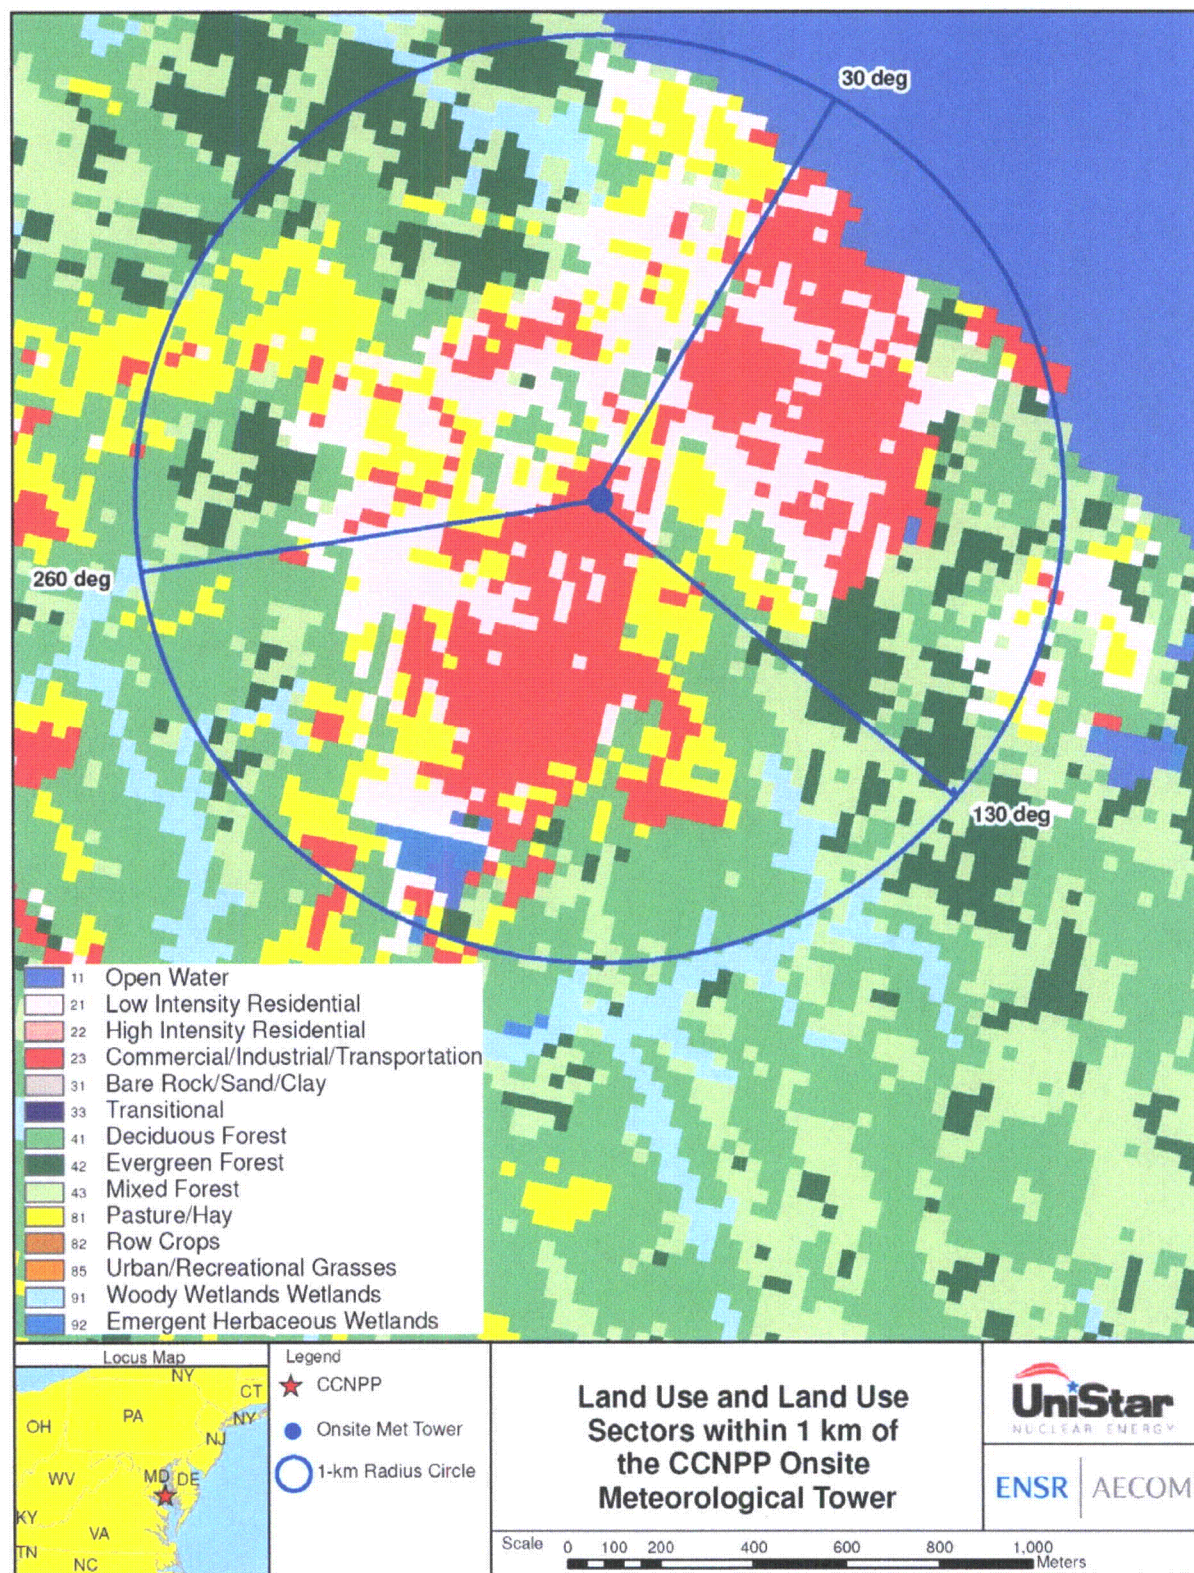 30 deg
260 deg
130 deg
11 Open Water
21 Low Intensity Residential
22 High Intensity Residential
23 Commercial/Industrial/Transportation
31 Bare Rock/Sand/Clay
33 Transitional
41 Deciduous Forest
42 Evergreen Forest
43 Mixed Forest
81 Pasture/Hay
82 Row Crops
85 Urban/Recreational Grasses
91 Woody Wetlands Wetlands
92 Emergent Herbaceous Wetlands
Locus Map
NY
CT
PA
NY
OH
NJ
WV
MD
DE
KY
VA
TN
NC
Legend
CCNPP
Onsite Met Tower
1-km Radius Circle
Land Use and Land Use
Sectors within 1 km of
the CCNPP Onsite
Meteorological Tower
Scale 0 100 200 400 600 800 1,000
Meters
UniStar
NUCLEAR ENERGY
ENSR AECOM